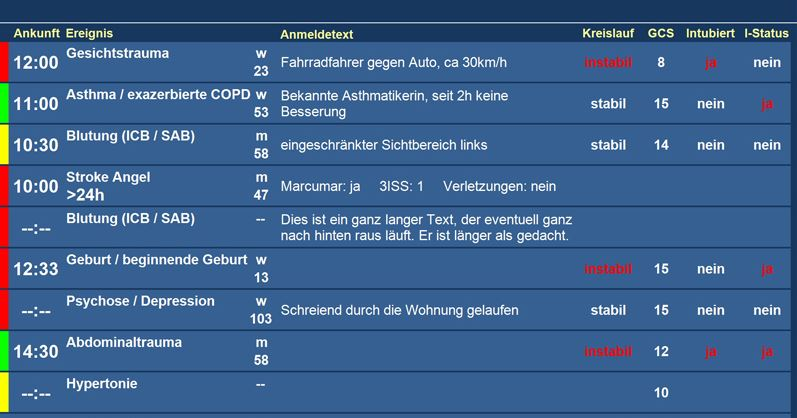 Ankunft Ereignis Anmeldetext Kreislauf GCS Intubiert I-Status
12:00 Gesichtstrauma w 23 Fahrradfahrer gegen Auto, ca 30km/h instabil 8 ja nein
11:00 Asthma / exazerbierte COPD w 53 Bekannte Asthmatikerin, seit 2h keine
Besserung stabil 15 nein ja
10:30 Blutung (ICB / SAB) m 58 eingeschränkter Sichtbereich links stabil 14 nein nein
10:00 Stroke Angel m 47 Marcumar: ja 3ISS: 1 Verletzungen: nein
>24h
--:-- Blutung (ICB / SAB) -- Dies ist ein ganz langer Text, der eventuell ganz
nach hinten raus läuft. Er ist länger als gedacht.
12:33 Geburt / beginnende Geburt w 13 instabil 15 nein ja
--:-- Psychose / Depression w 103 Schreiend durch die Wohnung gelaufen stabil 15 nein nein
14:30 Abdominaltrauma m 58 instabil 12 ja ja
--:-- Hypertonie -- 10